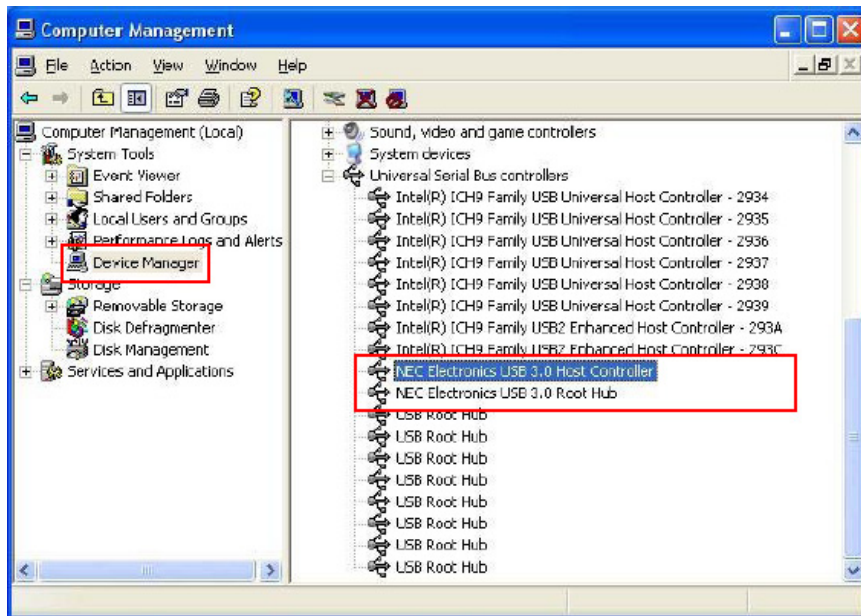 Computer Management
File Action View Window Help
Computer Management (Local)
System Tools
Event Viewer
Shared Folders
Local Users and Groups
Performance Logs and Alerts
Device Manager
Storage
Removable Storage
Disk Defragmenter
Disk Management
Services and Applications
Sound, video and game controllers
System devices
Universal Serial Bus controllers
Intel(R) ICH9 Family USB Universal Host Controller - 2934
Intel(R) ICH9 Family USB Universal Host Controller - 2935
Intel(R) ICH9 Family USB Universal Host Controller - 2936
Intel(R) ICH9 Family USB Universal Host Controller - 2937
Intel(R) ICH9 Family USB Universal Host Controller - 2938
Intel(R) ICH9 Family USB Universal Host Controller - 2939
Intel(R) ICH9 Family USB2 Enhanced Host Controller - 293A
Intel(R) ICH9 Family USB2 Enhanced Host Controller - 293C
NEC Electronics USB 3.0 Host Controller
NEC Electronics USB 3.0 Root Hub
USB Root Hub
USB Root Hub
USB Root Hub
USB Root Hub
USB Root Hub
USB Root Hub
USB Root Hub
USB Root Hub